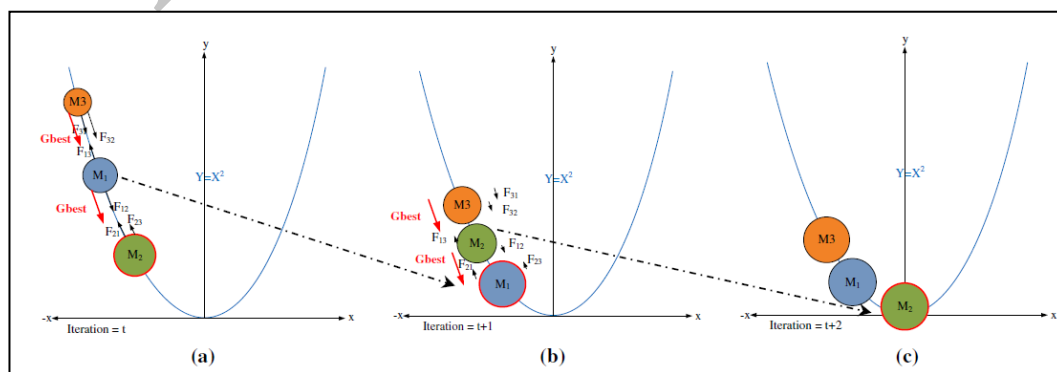 y
M3
F31
F32
Gbest
F13
M1
Y=X2
F12
Gbest
F23
F21
M2
-x
x
Iteration = t
(a)
y
Y=X2
M3
F31
F32
Gbest
F13
M2
F12
Gbest
F21
F23
M1
-x
x
Iteration = t+1
(b)
y
Y=X2
M3
M1
M2
-x
x
Iteration = t+2
(c)